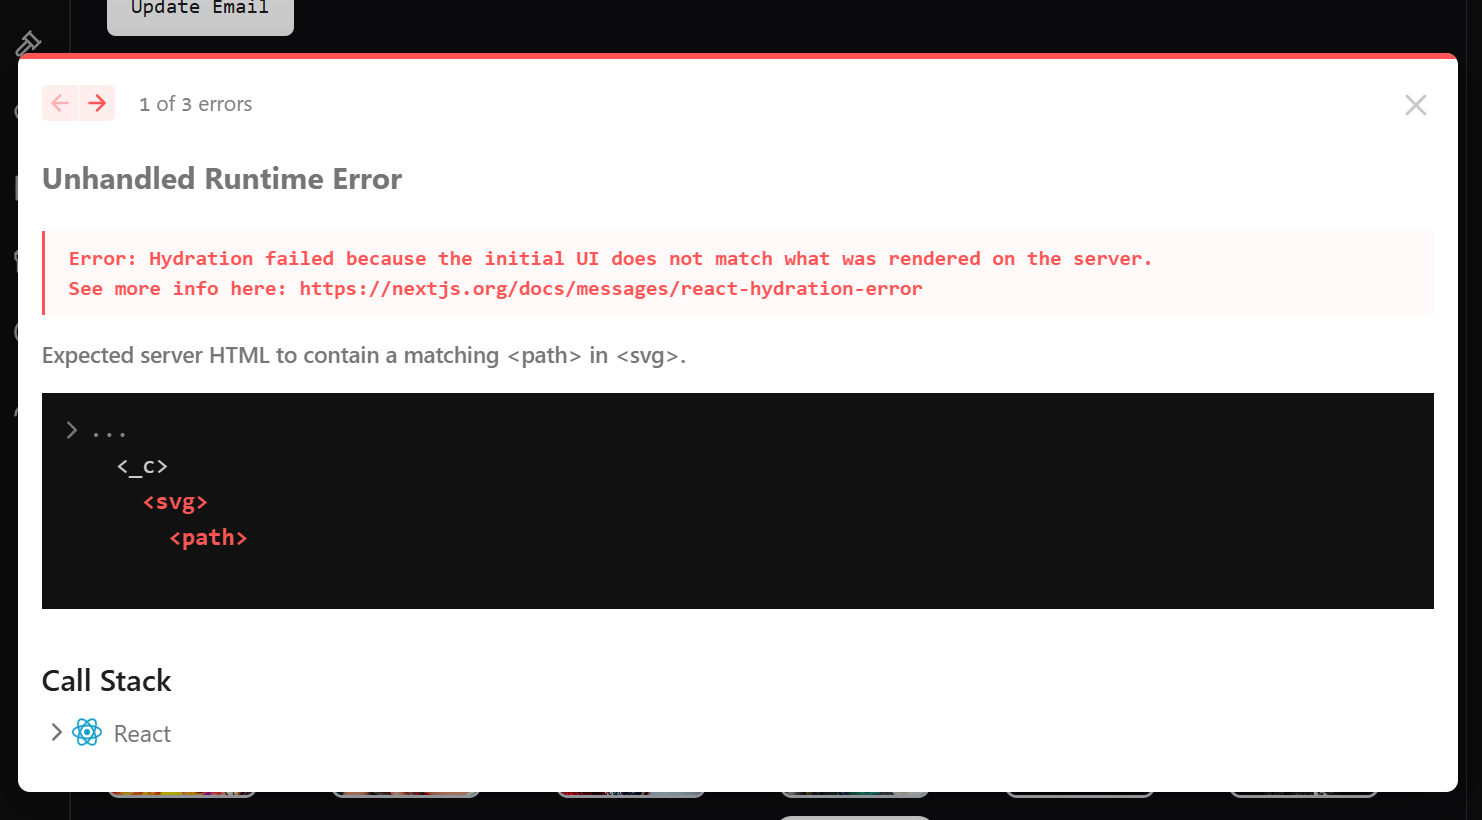 Update Email
1 of 3 errors
Unhandled Runtime Error
Error: Hydration failed because the initial UI does not match what was rendered on the server.
See more info here: https://nextjs.org/docs/messages/react-hydration-error
Expected server HTML to contain a matching <path> in <svg>.
...
<_c>
<svg>
<path>
Call Stack
React